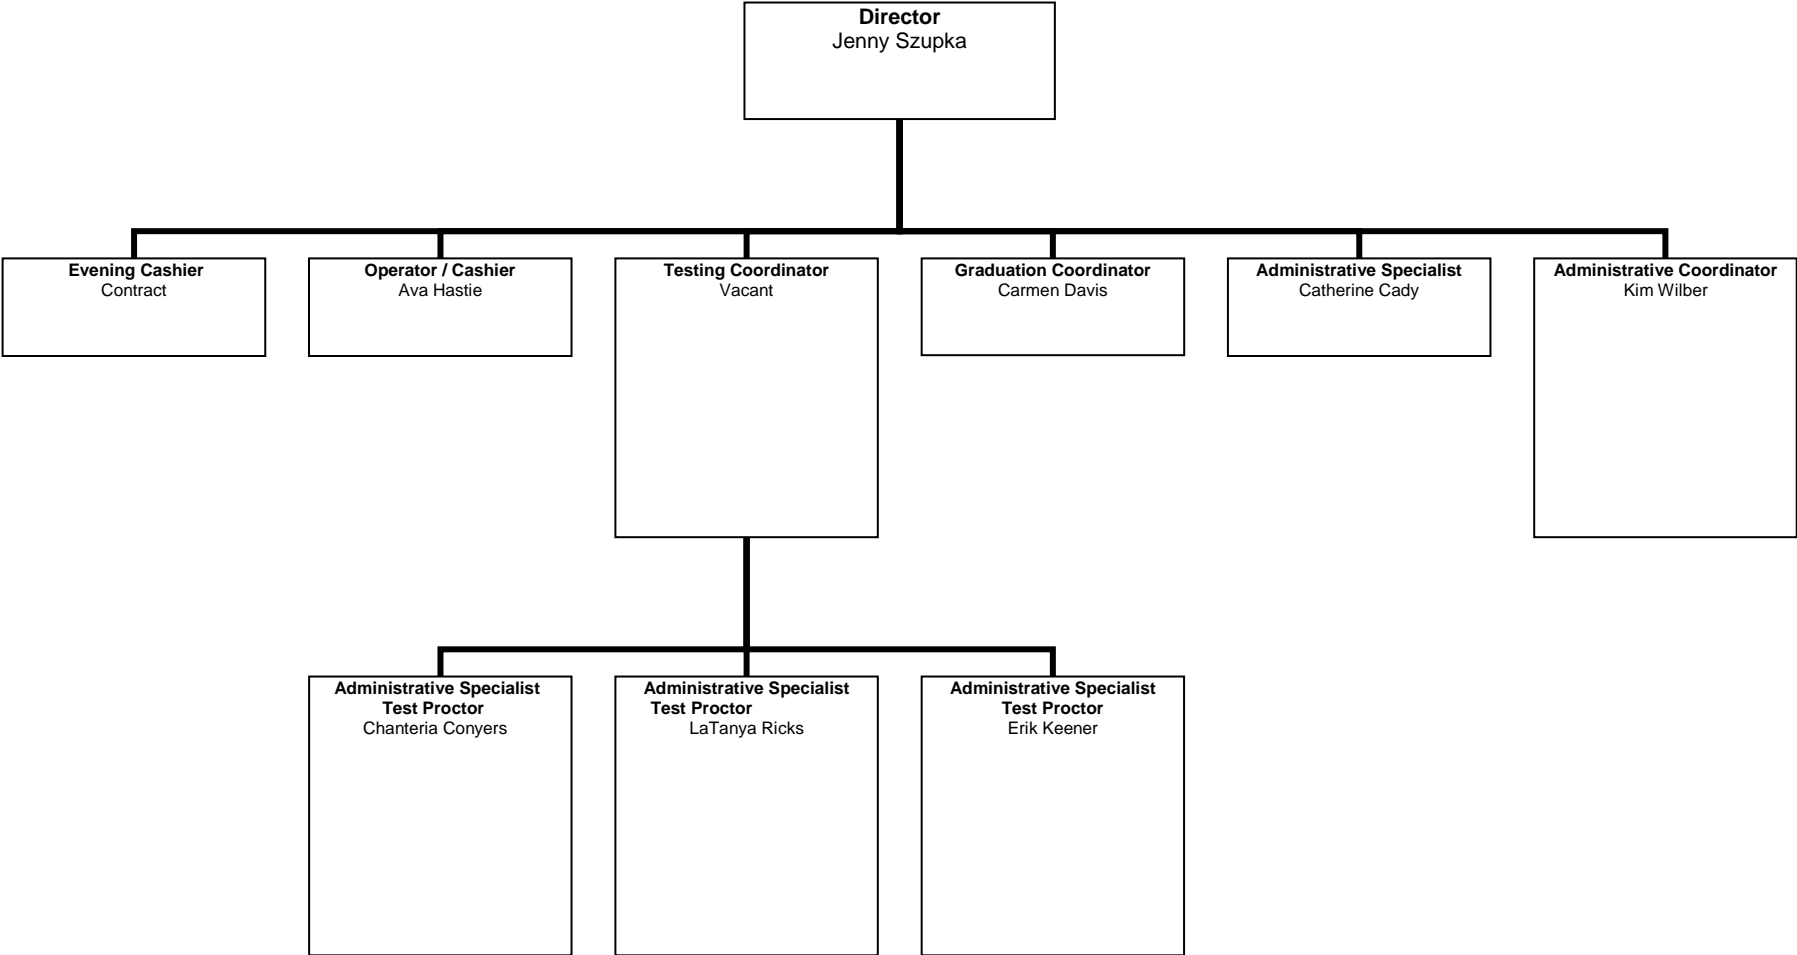 Director
Jenny Szupka
Evening Cashier
Contract
Operator / Cashier
Ava Hastie
Testing Coordinator
Vacant
Graduation Coordinator
Carmen Davis
Administrative Specialist
Catherine Cady
Administrative Coordinator
Kim Wilber
Administrative Specialist
Test Proctor
Chanteria Conyers
Administrative Specialist
Test Proctor
LaTanya Ricks
Administrative Specialist
Test Proctor
Erik Keener